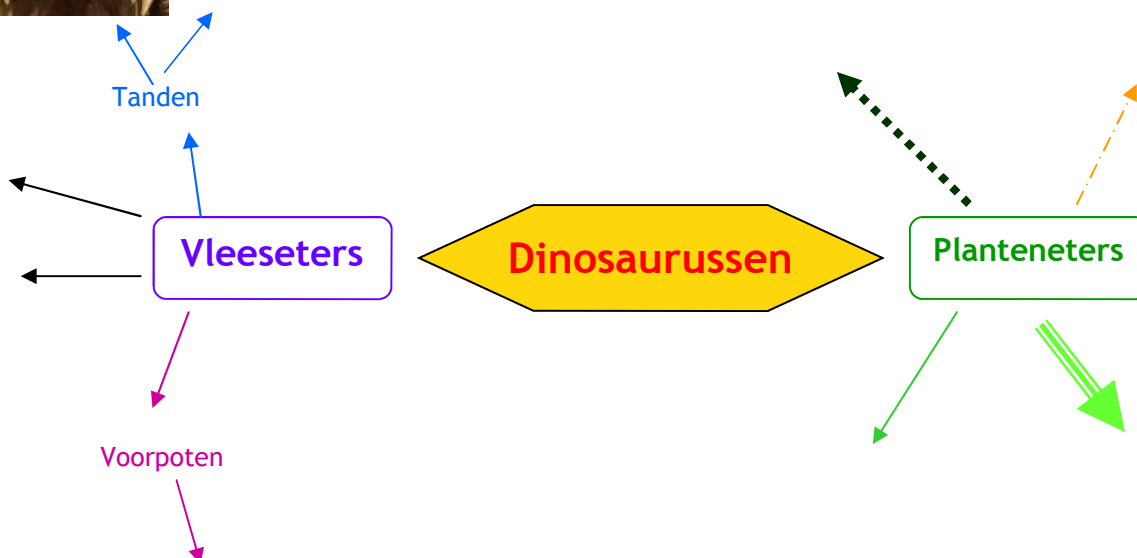 Tanden
Vleeseters
Dinosaurussen
Planteneters
Voorpoten